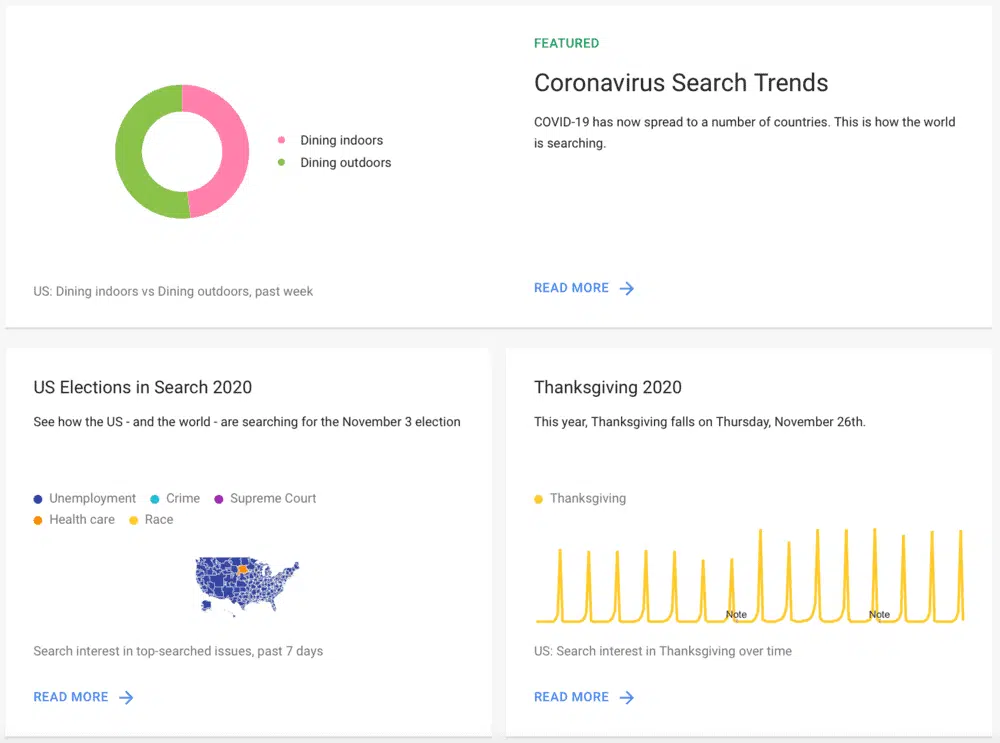 FEATURED
Coronavirus Search Trends
COVID-19 has now spread to a number of countries. This is how the world
is searching.
Dining indoors
Dining outdoors
US: Dining indoors vs Dining outdoors, past week
READ MORE
US Elections in Search 2020
See how the US - and the world - are searching for the November 3 election
Unemployment Crime Supreme Court
Health care Race
Search interest in top-searched issues, past 7 days
READ MORE
Thanksgiving 2020
This year, Thanksgiving falls on Thursday, November 26th.
Thanksgiving
Note Note
US: Search interest in Thanksgiving over time
READ MORE